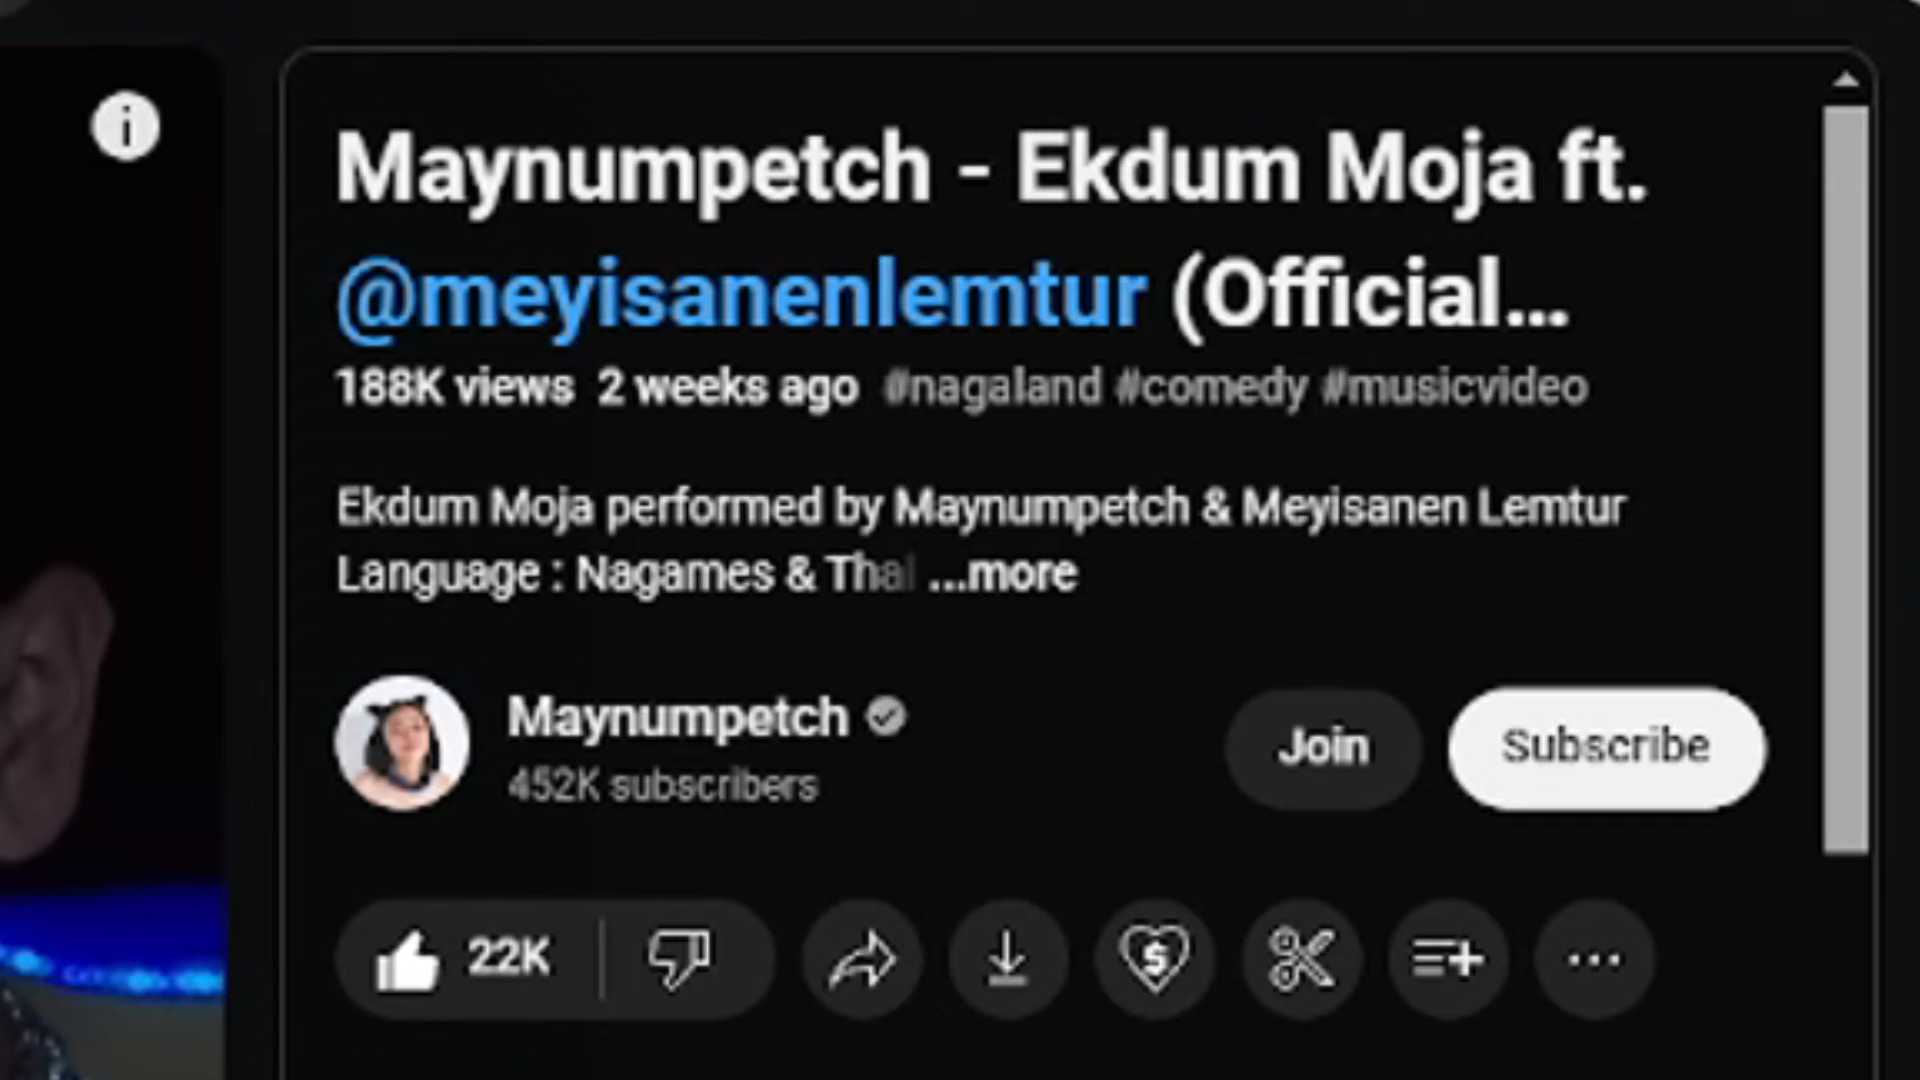 Maynumpetch - Ekdum Moja ft.
@meyisanenlemtur (Official...
188K views 2 weeks ago #nagaland #comedy #musicvideo
Ekdum Moja performed by Maynumpetch & Meyisanen Lemtur
Language : Nagames & Thai ...more
Maynumpetch
452K subscribers
Join
Subscribe
22K